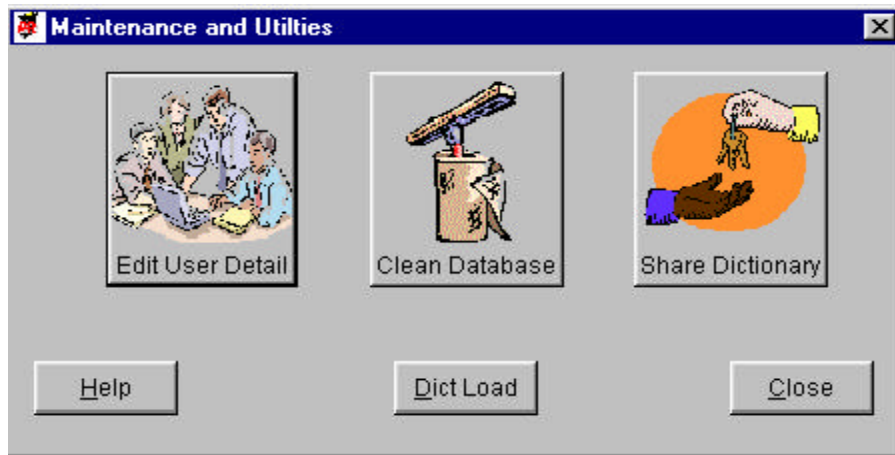 Maintenance and Utilties
Edit User Detail
Clean Database
Share Dictionary
Help
Dict Load
Close